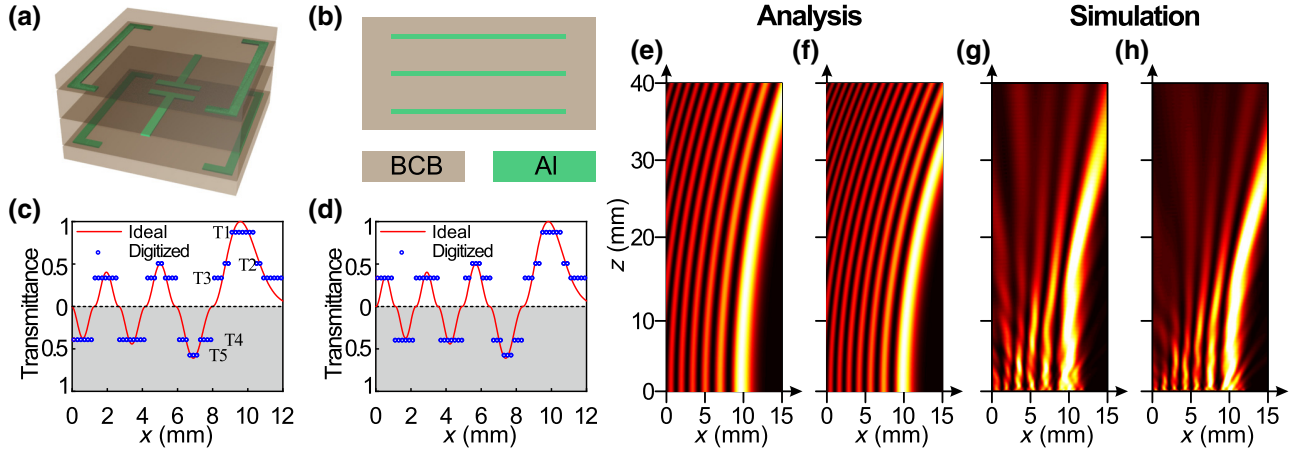 Analysis
Simulation
(a)
(b)
BCB
Al
(c)
Transmittance
1
0.5
0
0.5
1
Ideal
Digitized
T1
T2
T3
T4
T5
0 2 4 6 8 10 12
x (mm)
(d)
Transmittance
1
0.5
0
0.5
1
Ideal
Digitized
0 2 4 6 8 10 12
x (mm)
(e)
(f)
(g)
(h)
40
30
20
10
0
z (mm)
0 5 10 15
x (mm)
0 5 10 15
x (mm)
0 5 10 15
x (mm)
0 5 10 15
x (mm)